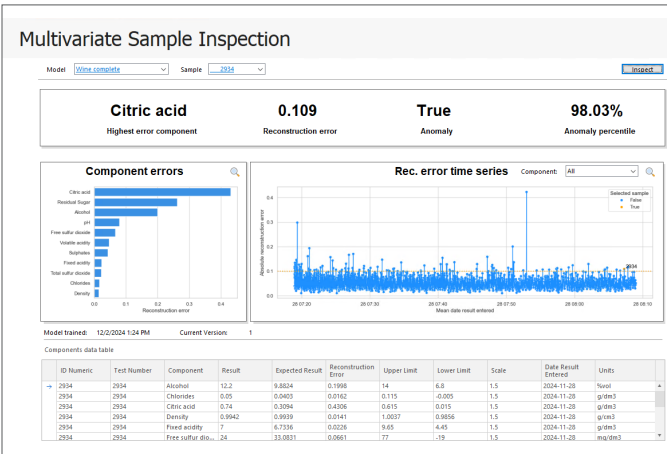 Multivariate Sample Inspection
Model Wine complete Sample 2934 Inspect
Citric acid 0.109 True 98.03%
Highest error component Reconstruction error Anomaly Anomaly percentile
Component errors
Citric acid
Residual Sugar
Alcohol
pH
Free sulfur dioxide
Volatile acidity
Sulphates
Fixed acidity
Total sulfur dioxide
Chlorides
Density
0.0 0.1 0.2 0.3 0.4
Reconstruction error
Rec. error time series Component: All
Selected sample
False
True
Absolute reconstruction error
0.4
0.3
0.2
0.1
0.0
2934
28 07:20 28 07:30 28 07:40 28 07:50 28 08:00 28 08:10
Mean date result entered
Model trained: 12/2/2024 1:24 PM Current Version: 1
Components data table
ID Numeric Test Number Component Result Expected Result Reconstruction Error Upper Limit Lower Limit Scale Date Result Entered Units
2934 2934 Alcohol 12.2 9.8824 0.1998 14 6.8 1.5 2024-11-28 %vol
2934 2934 Chlorides 0.05 0.0403 0.0162 0.115 -0.005 1.5 2024-11-28 g/dm3
2934 2934 Citric acid 0.74 0.3094 0.4306 0.615 0.015 1.5 2024-11-28 g/dm3
2934 2934 Density 0.9942 0.9939 0.0141 1.0037 0.9856 1.5 2024-11-28 g/cm3
2934 2934 Fixed acidity 7 6.7336 0.0226 9.65 4.45 1.5 2024-11-28 g/dm3
2934 2934 Free sulfur dio... 24 33.0831 0.0661 77 -19 1.5 2024-11-28 mg/dm3